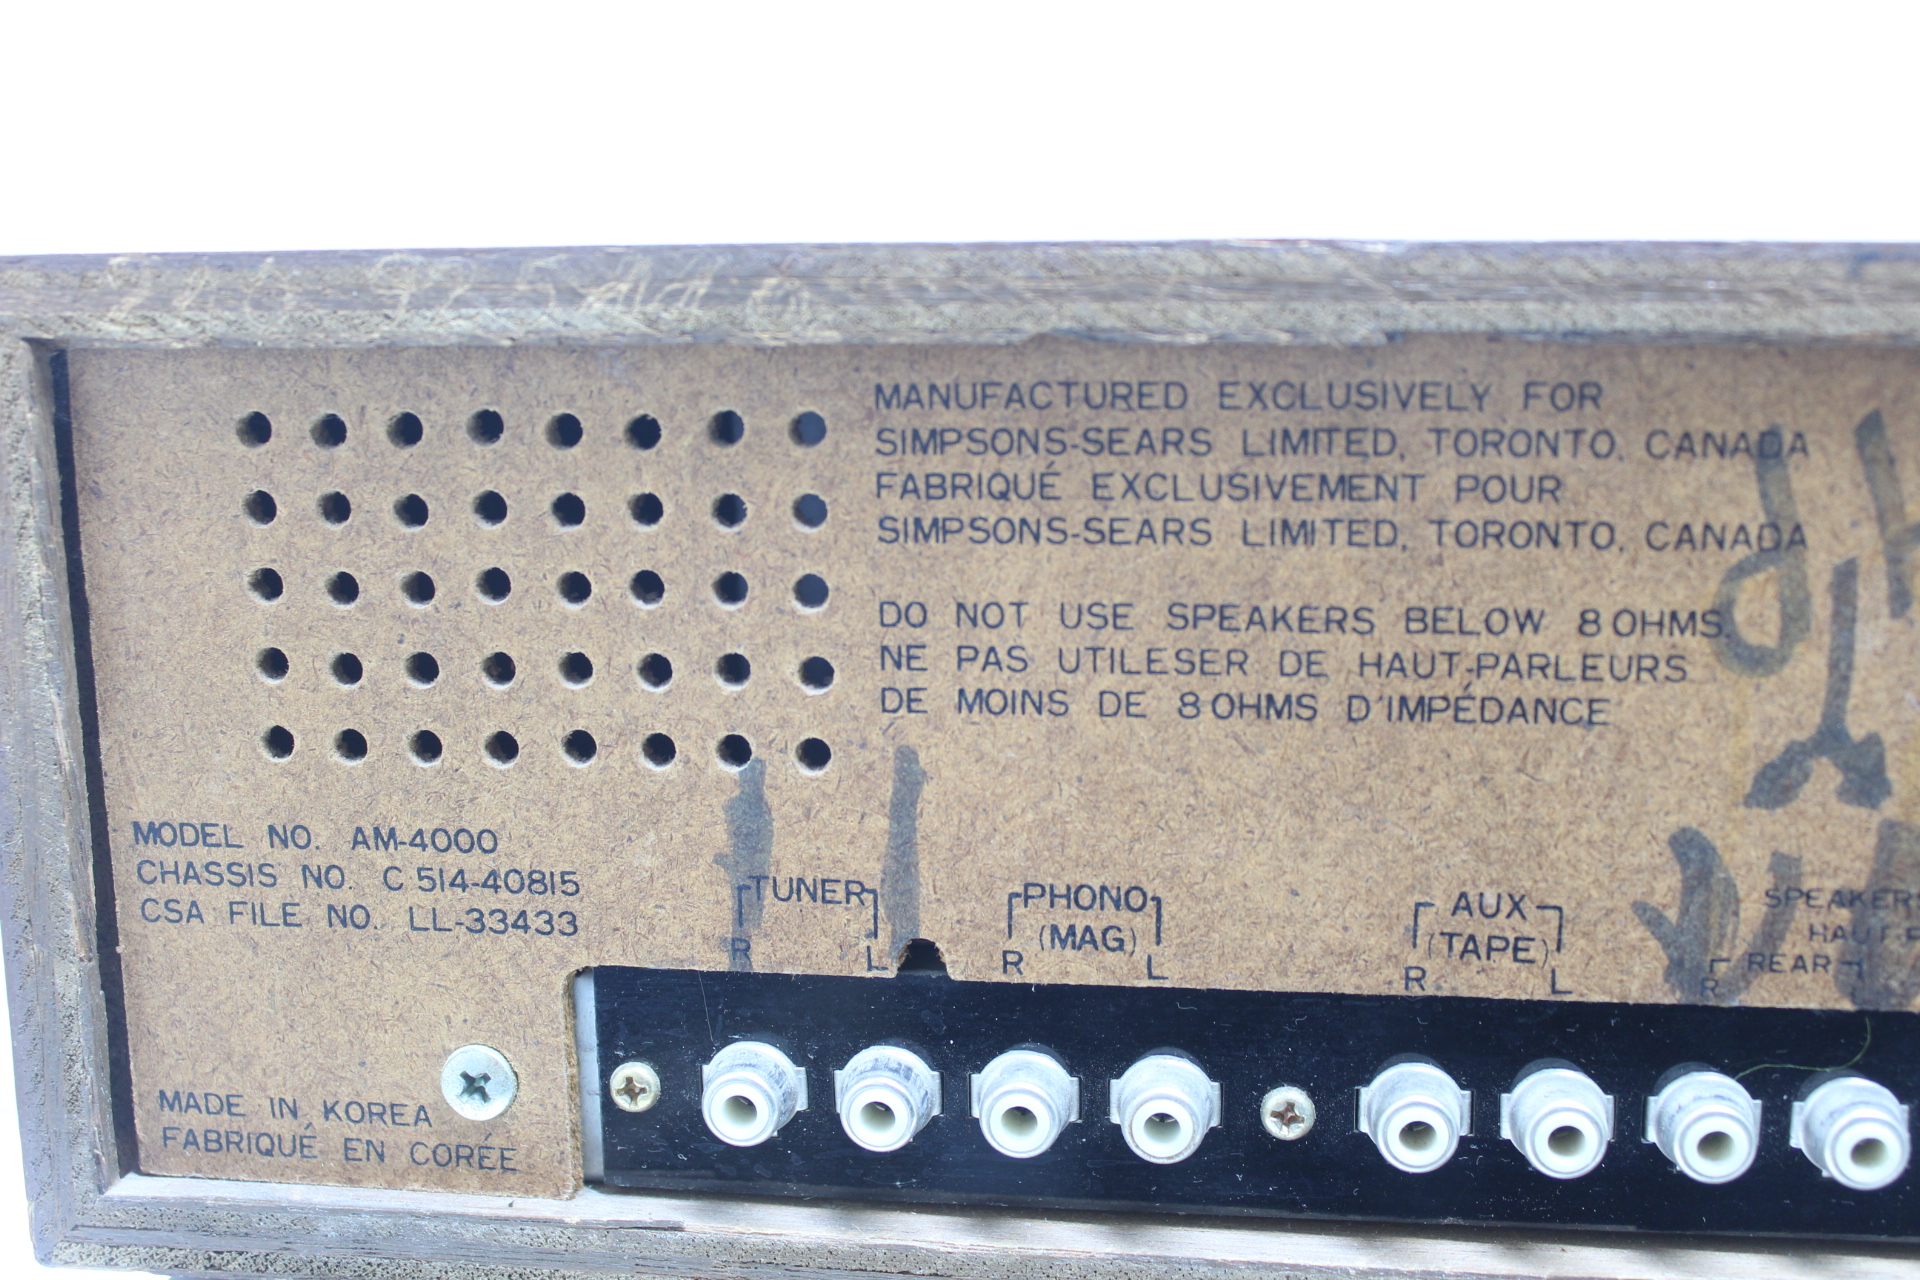 MANUFACTURED EXCLUSIVELY FOR
SIMPSONS-SEARS LIMITED, TORONTO, CANADA
FABRIQUÉ EXCLUSIVEMENT POUR
SIMPSONS-SEARS LIMITED, TORONTO, CANADA
DO NOT USE SPEAKERS BELOW 8 OHMS.
NE PAS UTILESER DE HAUT-PARLEURS
DE MOINS DE 8 OHMS D'IMPÉDANCE
MODEL NO. AM-4000
CHASSIS NO. C 514-40815
CSA FILE NO. LL-33433
TUNER
R L
PHONO
(MAG)
R L
AUX
(TAPE)
R L
SPEAKERS
REAR
R
MADE IN KOREA
FABRIQUÉ EN CORÉE